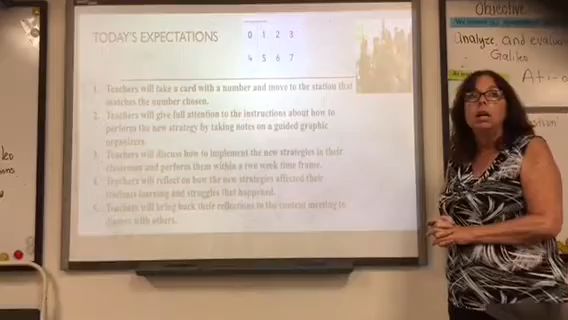 TODAY'S EXPECTATIONS
0 1 2 3
4 5 6 7
1. Teachers will take a card with a number and move to the station that
matches the number chosen.
2. Teachers will give full attention to the instructions about how to
perform the new strategy by taking notes on a guided graphic
organizer.
3. Teachers will discuss how to implement the new strategies in their
classroom and perform them within a two week time frame.
4. Teachers will reflect on how the new strategies affected their
students learning and struggles that happened.
5. Teachers will bring back their reflections to the content meeting to
discuss with others.
Objective
Analyze and evaluate
Galileo